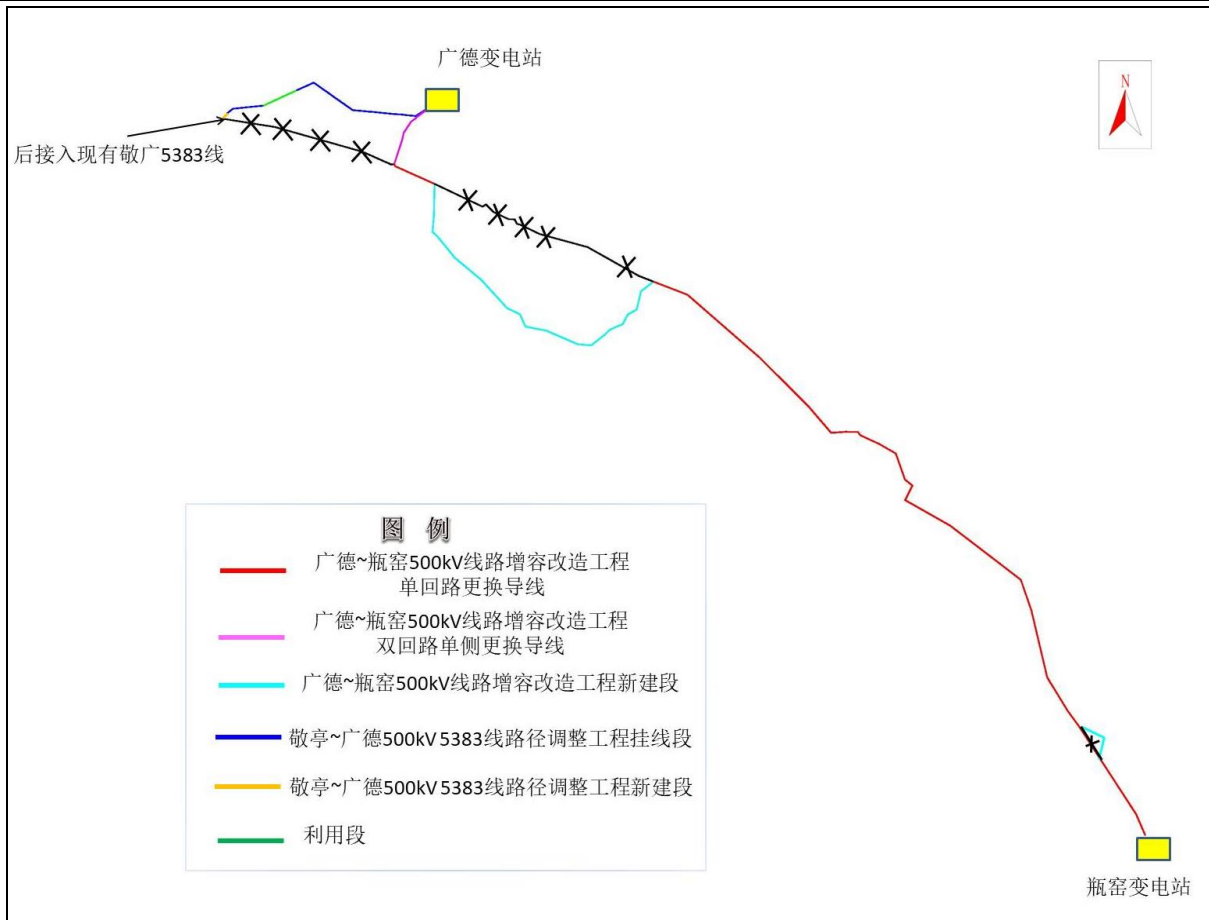 广德变电站
N
后接入现有敬广5383线
图 例
广德~瓶窑500kV线路增容改造工程
单回路更换导线
广德~瓶窑500kV线路增容改造工程
双回路单侧更换导线
广德~瓶窑500kV线路增容改造工程新建段
敬亭~广德500kV 5383线路径调整工程挂线段
敬亭~广德500kV 5383线路径调整工程新建段
利用段
瓶窑变电站